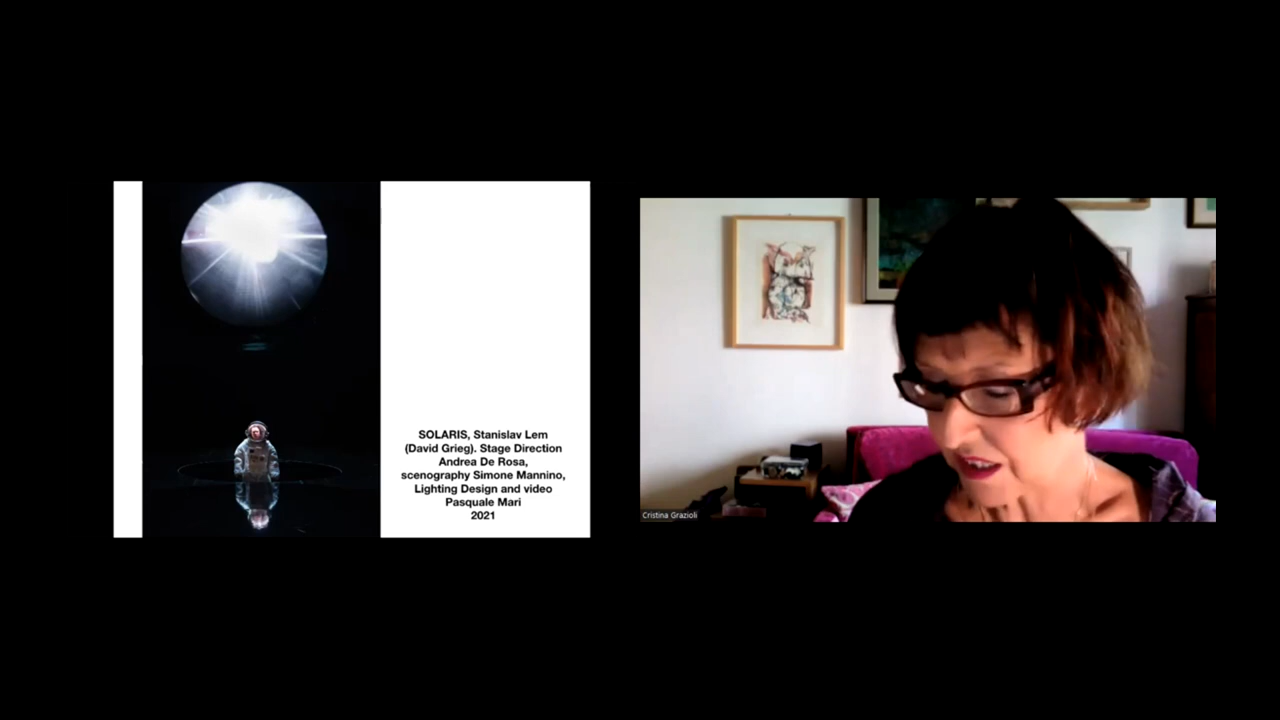 SOLARIS, Stanislav Lem
(David Grieg). Stage Direction
Andrea De Rosa,
scenography Simone Mannino,
Lighting Design and video
Pasquale Mari
2021
Cristina Grazioli